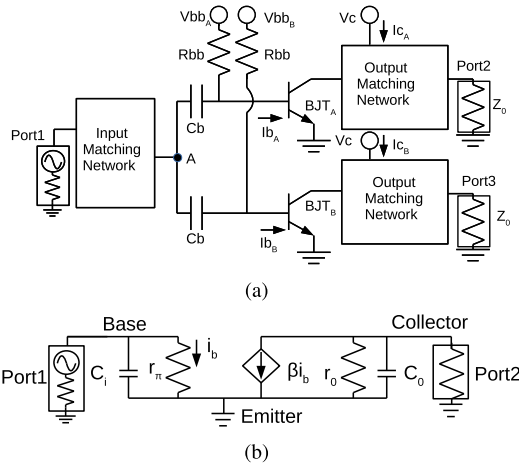 Vbb_A
Vbb_B
Vc
Ic_A
Rbb
Rbb
Port2
Output
Matching
Network
Z_0
Cb
BJT_A
Ib_A
Port1
Input
Matching
Network
A
Vc
Ic_B
Port3
Output
Matching
Network
Z_0
Cb
BJT_B
Ib_B
(a)
Base
Collector
Port1
C_i
r_π
i_b
βi_b
r_0
C_0
Port2
Emitter
(b)